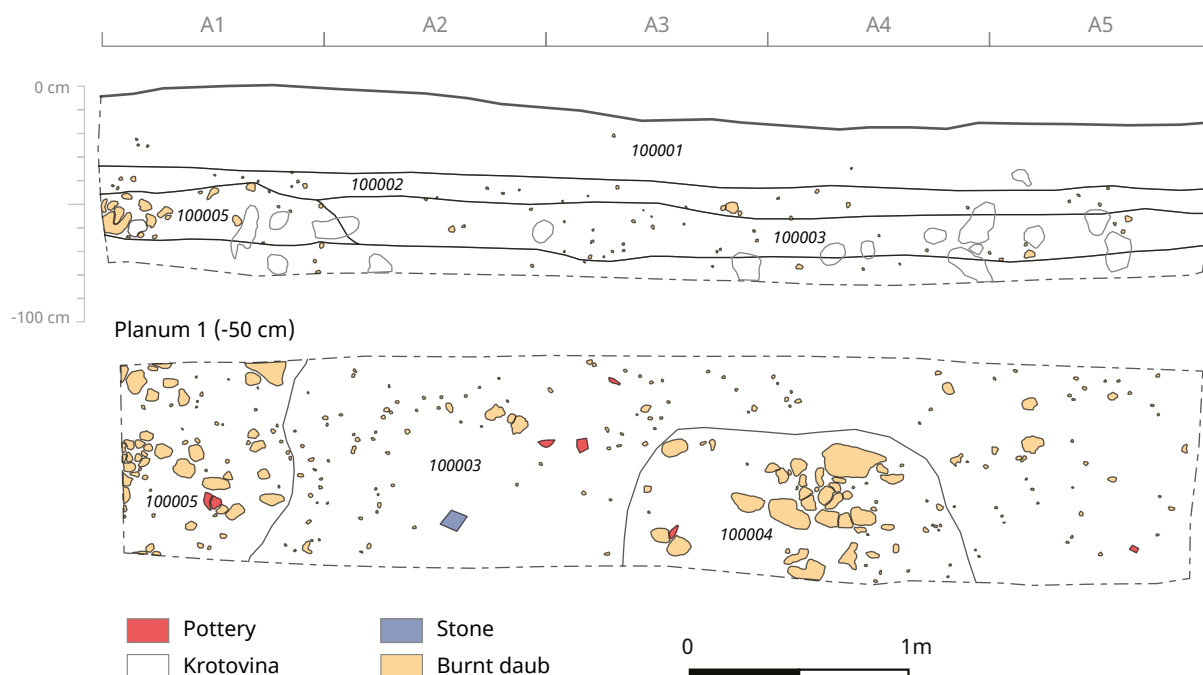 A1 A2 A3 A4 A5
0 cm
100001
100002
100005
100003
-100 cm
Planum 1 (-50 cm)
100003
100005
100004
Pottery Stone 0 1m
Krotovina Burnt daub